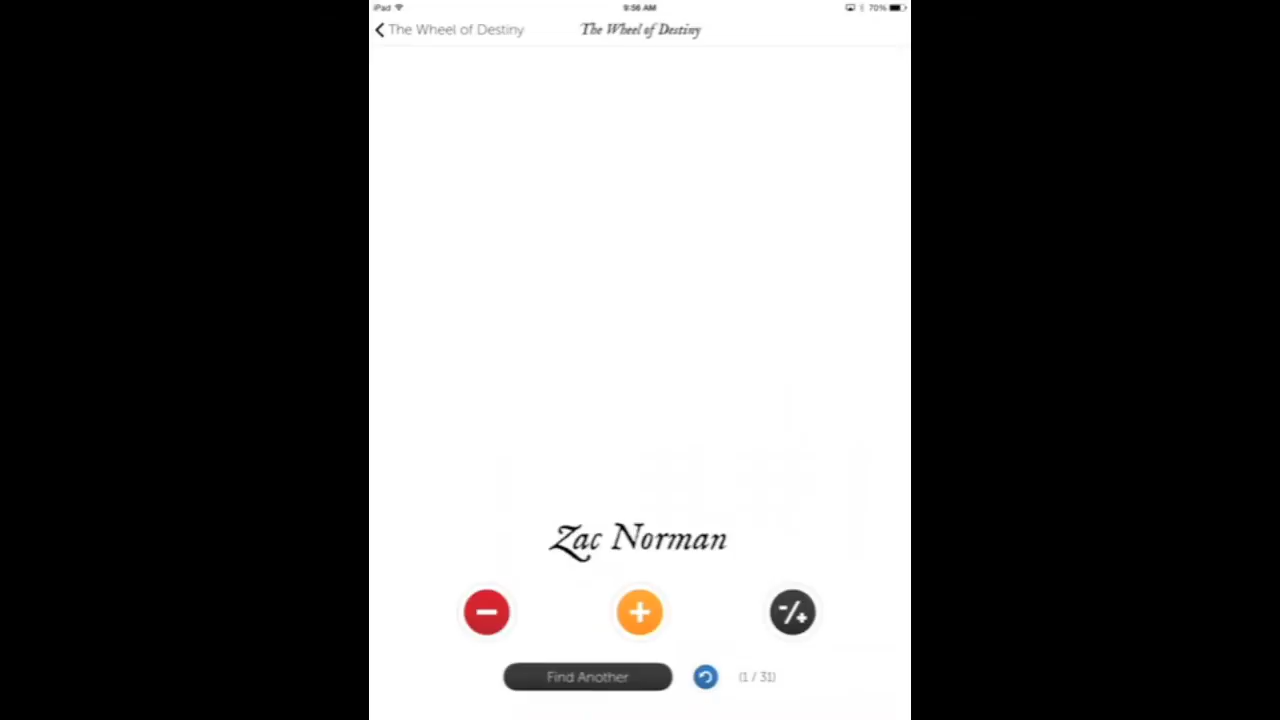 iPad 9:56 AM 70%
The Wheel of Destiny The Wheel of Destiny
Zac Norman
Find Another (1 / 31)